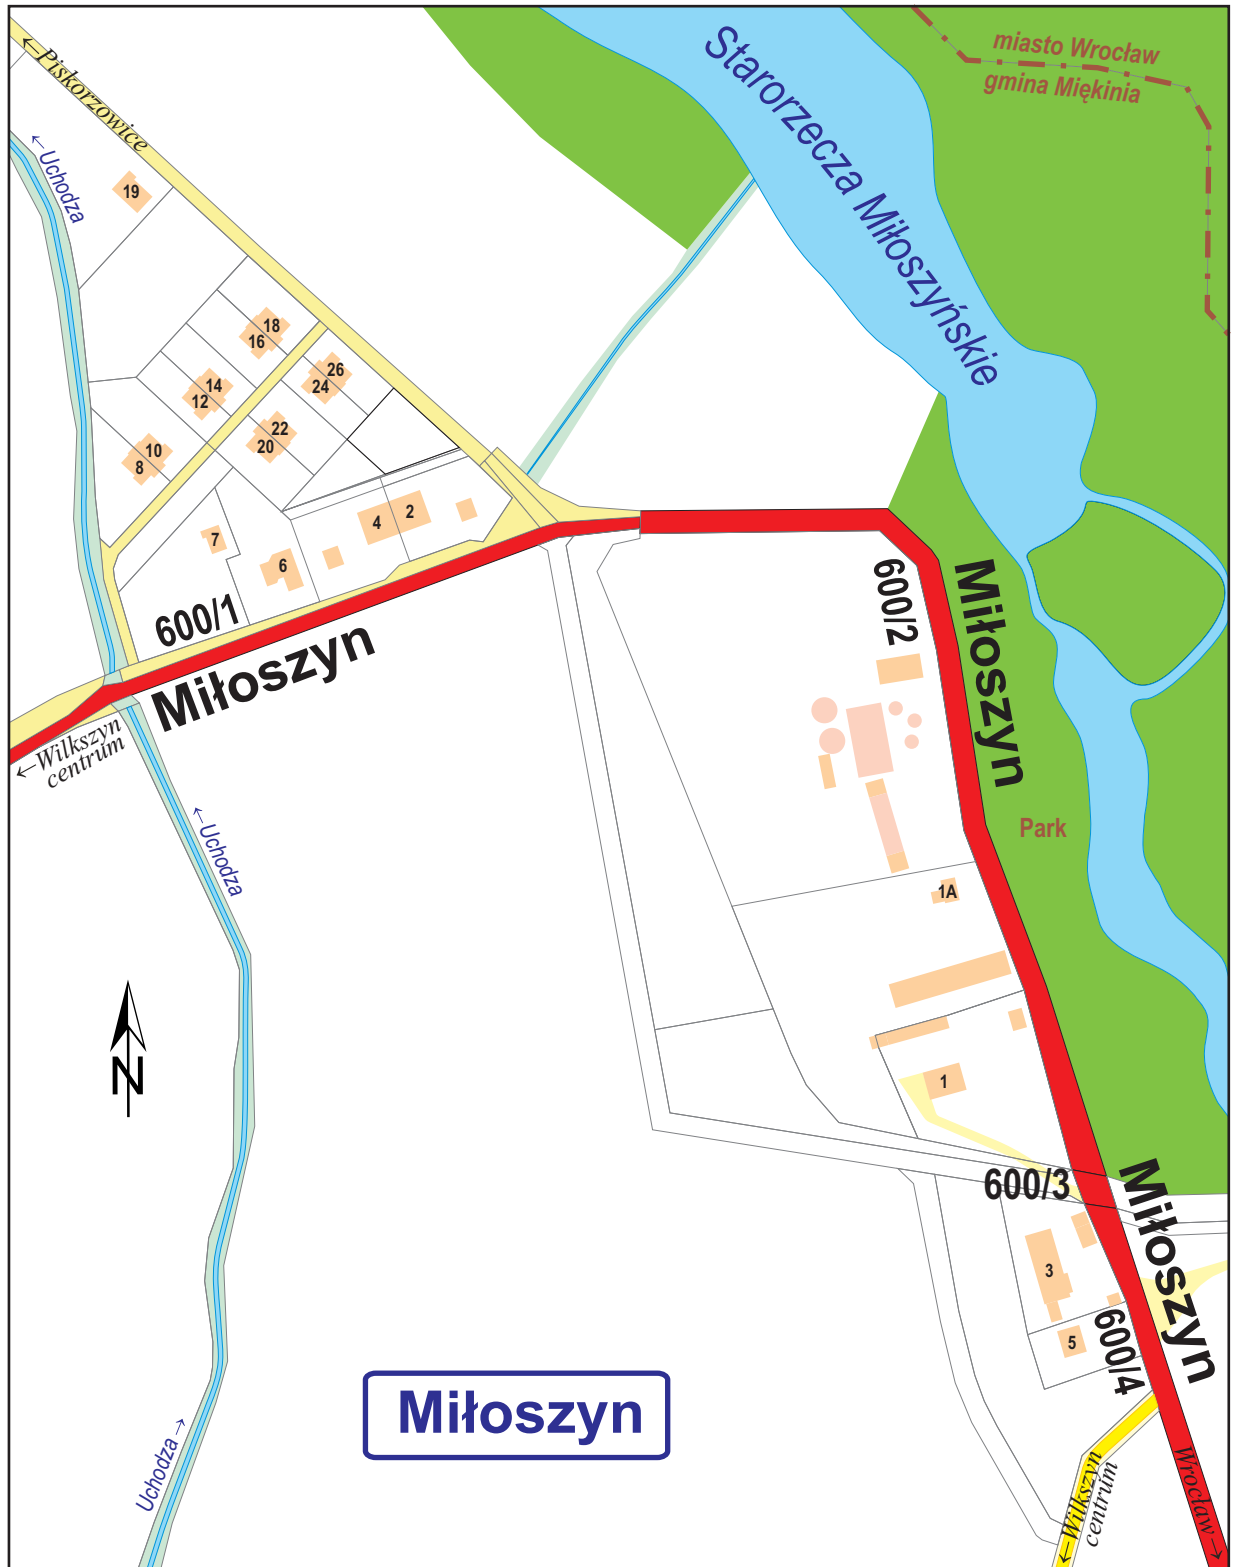 ←Piskorzowice
Starorzecza Miłoszyńskie
miasto Wrocław
gmina Miękinia
←Uchodza
19
18
16
26
24
14
12
22
20
10
8
7
6
4
2
600/1
Miłoszyn
←Wilkszyn
centrum
600/2
Miłoszyn
Park
←Uchodza
1A
N
1
600/3
Miłoszyn
3
5
600/4
Miłoszyn
Uchodza→
←Wilkszyn
centrum
Wrocław→